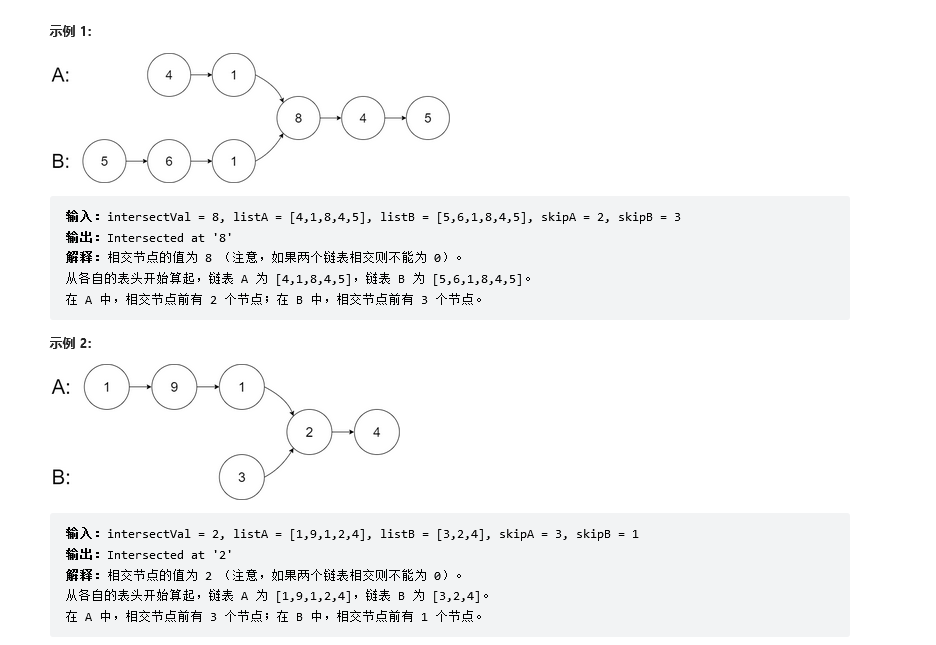 示例 1:
A: 4 1
8 4 5
B: 5 6 1
输入：intersectVal = 8, listA = [4,1,8,4,5], listB = [5,6,1,8,4,5], skipA = 2, skipB = 3
输出：Intersected at '8'
解释：相交节点的值为 8 （注意，如果两个链表相交则不能为 0）。
从各自的表头开始算起，链表 A 为 [4,1,8,4,5]，链表 B 为 [5,6,1,8,4,5]。
在 A 中，相交节点前有 2 个节点；在 B 中，相交节点前有 3 个节点。
示例 2:
A: 1 9 1
2 4
B: 3
输入：intersectVal = 2, listA = [1,9,1,2,4], listB = [3,2,4], skipA = 3, skipB = 1
输出：Intersected at '2'
解释：相交节点的值为 2 （注意，如果两个链表相交则不能为 0）。
从各自的表头开始算起，链表 A 为 [1,9,1,2,4]，链表 B 为 [3,2,4]。
在 A 中，相交节点前有 3 个节点；在 B 中，相交节点前有 1 个节点。